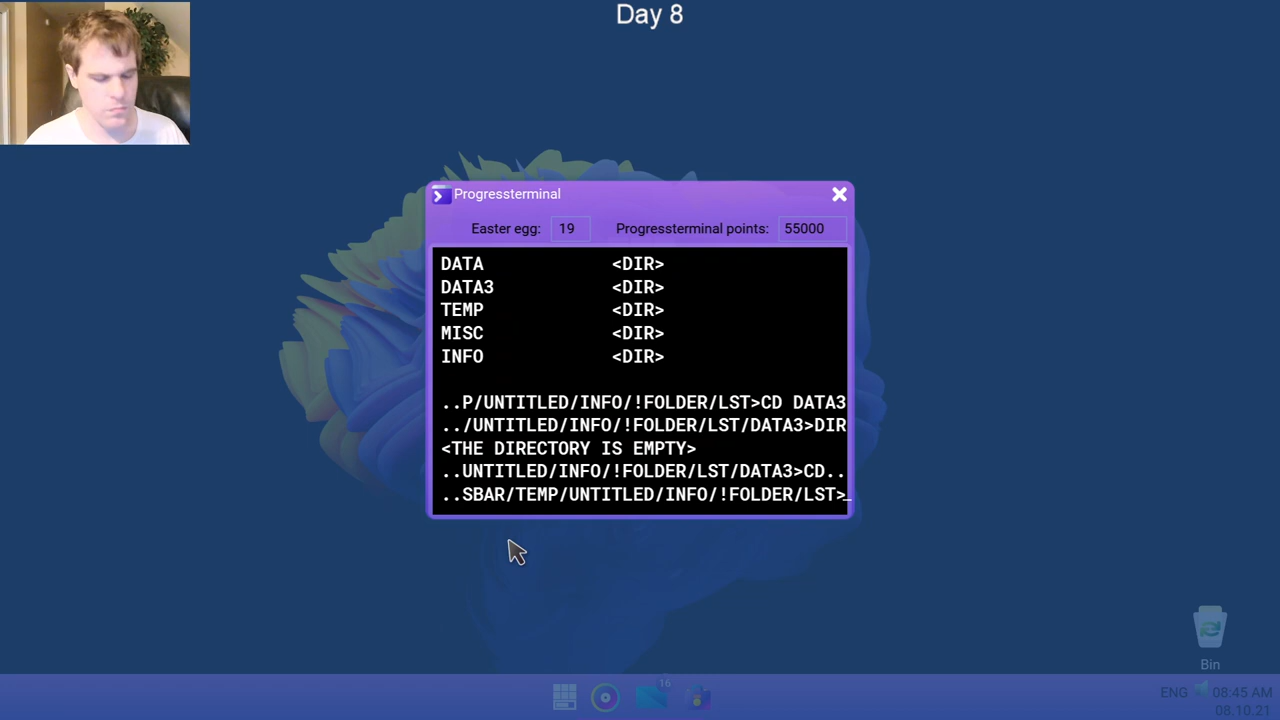 Day 8
Progressterminal
Easter egg: 19 Progressterminal points: 55000
DATA <DIR>
DATA3 <DIR>
TEMP <DIR>
MISC <DIR>
INFO <DIR>
..P/UNTITLED/INFO/!FOLDER/LST>CD DATA3
../UNTITLED/INFO/!FOLDER/LST/DATA3>DIR
<THE DIRECTORY IS EMPTY>
..UNTITLED/INFO/!FOLDER/LST/DATA3>CD..
..SBAR/TEMP/UNTITLED/INFO/!FOLDER/LST>_
Bin
16
ENG 08:45 AM
08.10.21